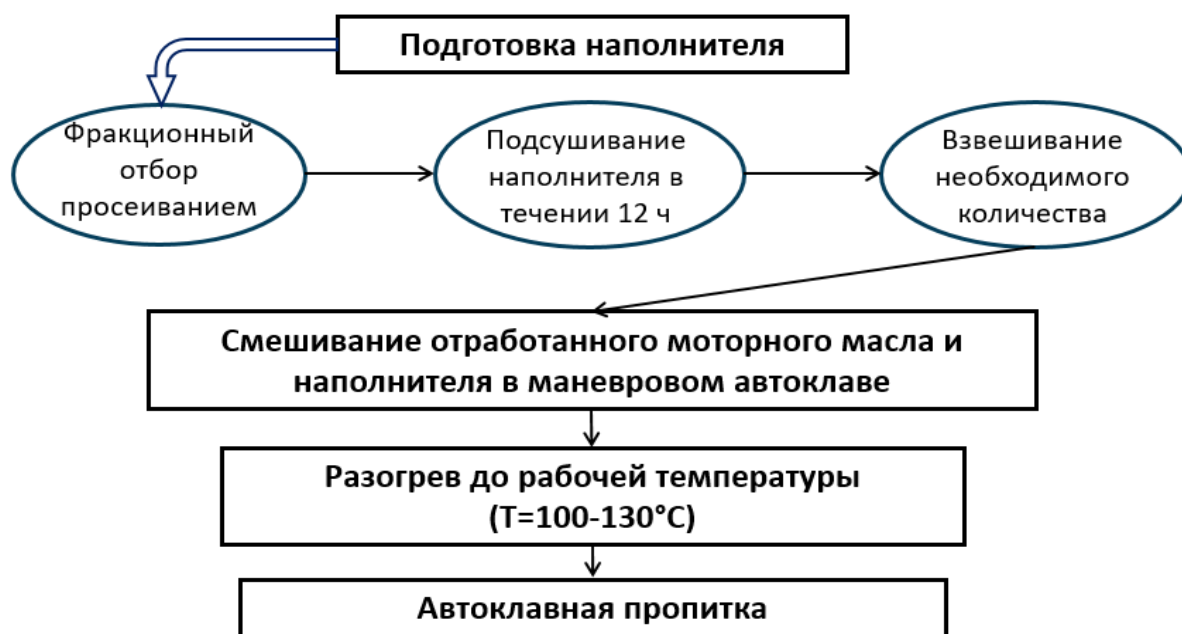 Подготовка наполнителя
Фракционный
отбор
просеиванием
Подсушивание
наполнителя в
течении 12 ч
Взвешивание
необходимого
количества
Смешивание отработанного моторного масла и
наполнителя в маневровом автоклаве
Разогрев до рабочей температуры
(Т=100-130°С)
Автоклавная пропитка